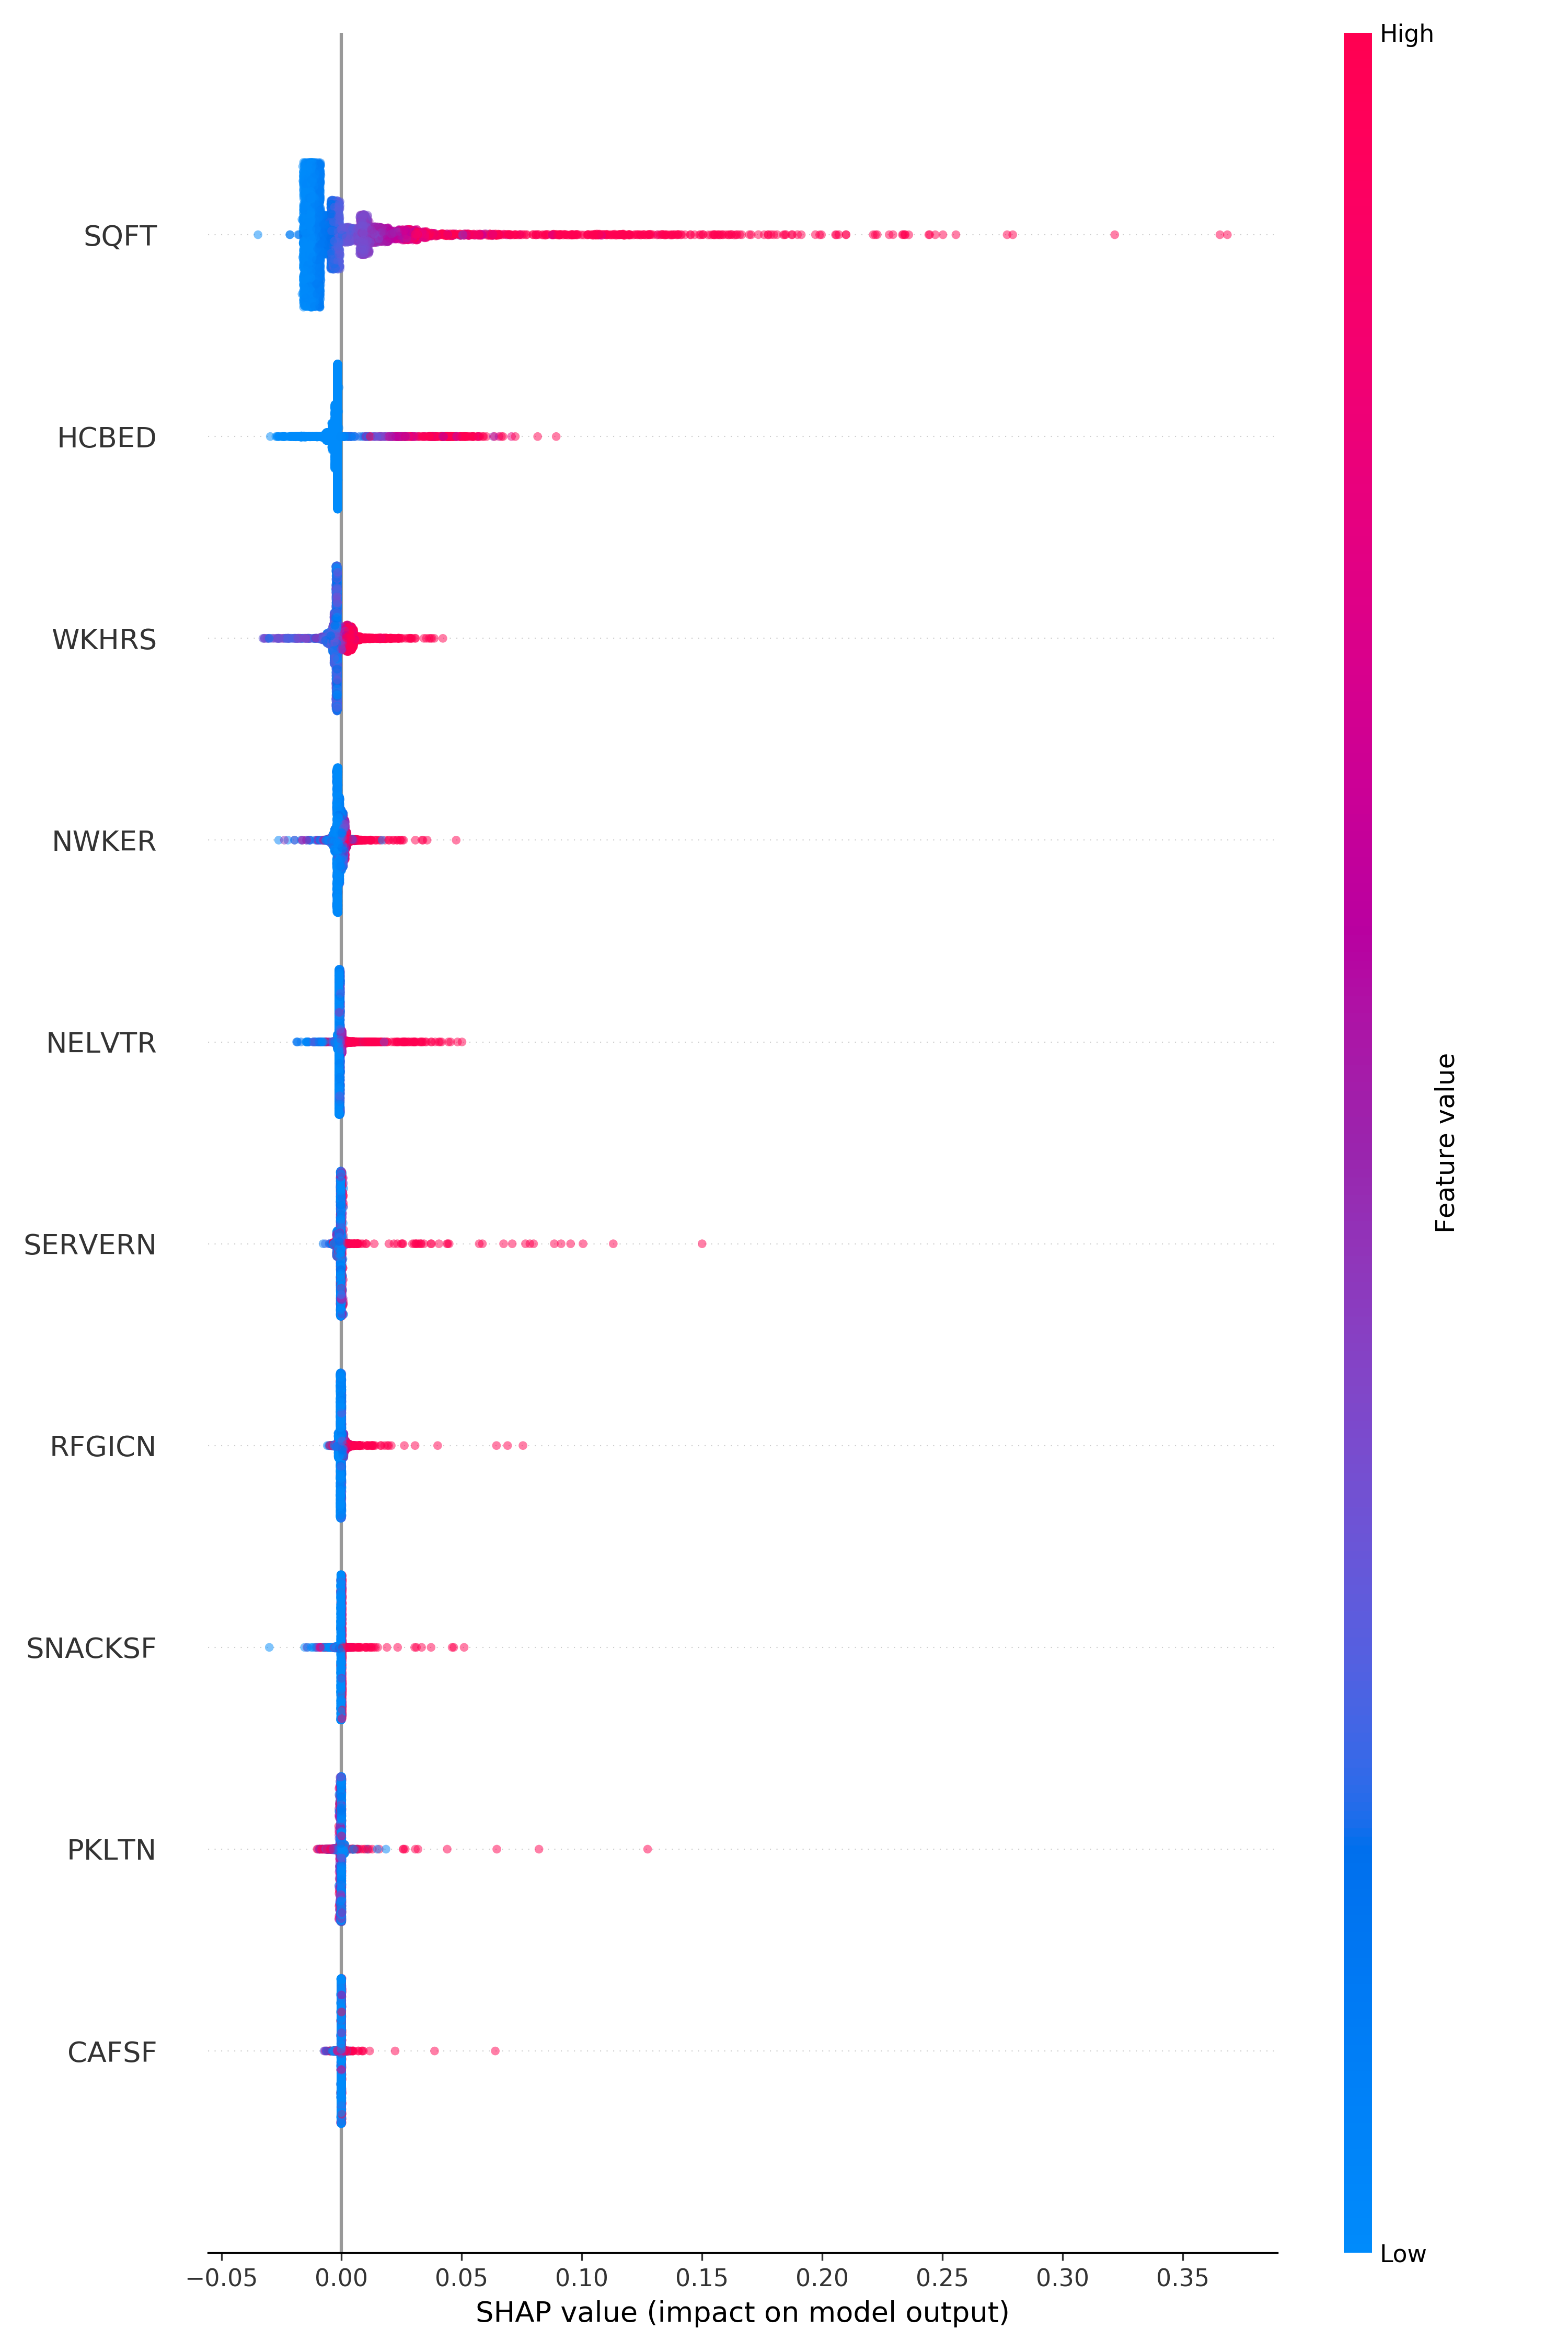 High
SQFT
HCBED
WKHRS
NWKER
NELVTR
SERVERN
RFGICN
SNACKSF
PKLTN
CAFSF
Feature value
Low
−0.05 0.00 0.05 0.10 0.15 0.20 0.25 0.30 0.35
SHAP value (impact on model output)